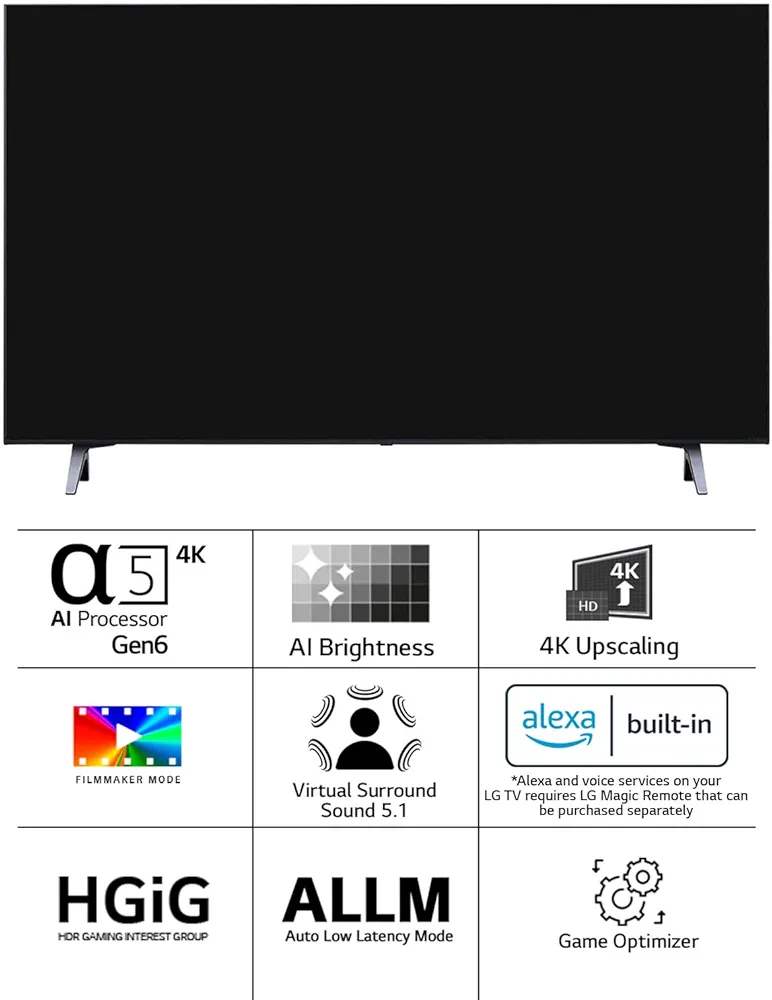 α5 4K
AI Processor
Gen6
AI Brightness
4K
HD
4K Upscaling
FILMMAKER MODE
Virtual Surround
Sound 5.1
alexa built-in
*Alexa and voice services on your
LG TV requires LG Magic Remote that can
be purchased separately
HGiG
HDR GAMING INTEREST GROUP
ALLM
Auto Low Latency Mode
Game Optimizer